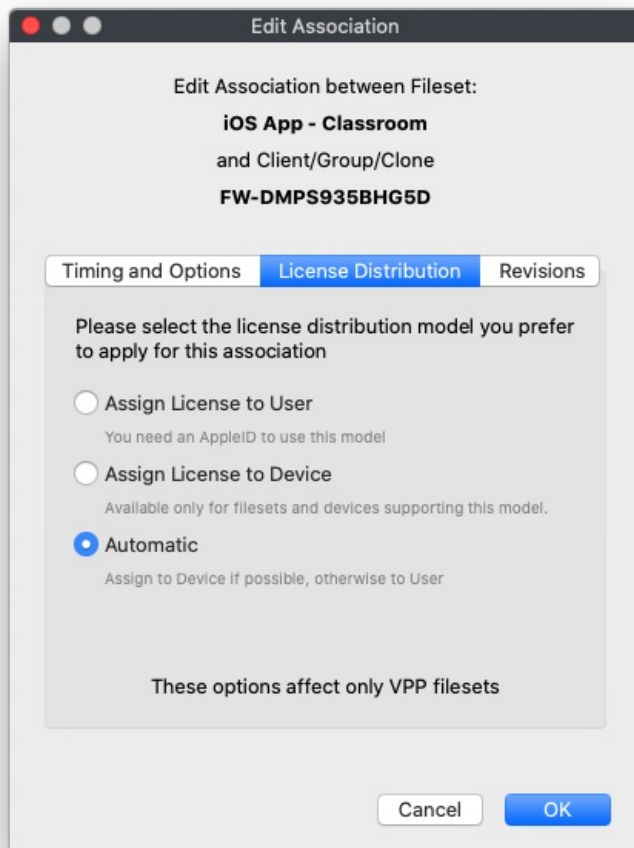 Edit Association
Edit Association between Fileset:
iOS App - Classroom
and Client/Group/Clone
FW-DMPS935BHG5D
Timing and Options
License Distribution
Revisions
Please select the license distribution model you prefer
to apply for this association
Assign License to User
You need an AppleID to use this model
Assign License to Device
Available only for filesets and devices supporting this model.
Automatic
Assign to Device if possible, otherwise to User
These options affect only VPP filesets
Cancel
OK